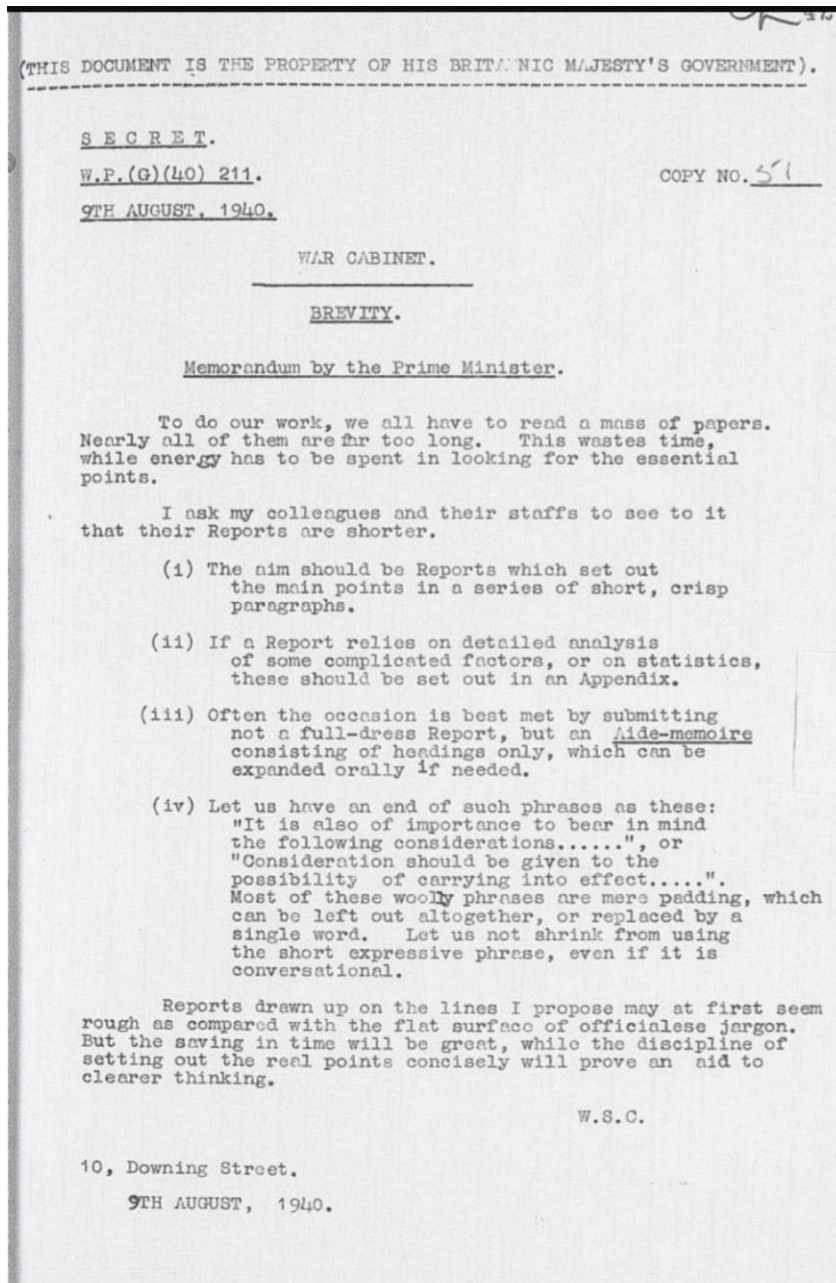 (THIS DOCUMENT IS THE PROPERTY OF HIS BRITANNIC MAJESTY'S GOVERNMENT).
SECRET.
W.P.(G)(40) 211.
COPY NO. 51
9TH AUGUST, 1940.
WAR CABINET.
BREVITY.
Memorandum by the Prime Minister.
To do our work, we all have to read a mass of papers.
Nearly all of them are far too long. This wastes time,
while energy has to be spent in looking for the essential
points.
I ask my colleagues and their staffs to see to it
that their Reports are shorter.
(i) The aim should be Reports which set out
the main points in a series of short, crisp
paragraphs.
(ii) If a Report relies on detailed analysis
of some complicated factors, or on statistics,
these should be set out in an Appendix.
(iii) Often the occasion is best met by submitting
not a full-dress Report, but an Aide-memoire
consisting of headings only, which can be
expanded orally if needed.
(iv) Let us have an end of such phrases as these:
"It is also of importance to bear in mind
the following considerations......", or
"Consideration should be given to the
possibility of carrying into effect.....".
Most of these woolly phrases are mere padding, which
can be left out altogether, or replaced by a
single word. Let us not shrink from using
the short expressive phrase, even if it is
conversational.
Reports drawn up on the lines I propose may at first seem
rough as compared with the flat surface of officialese jargon.
But the saving in time will be great, while the discipline of
setting out the real points concisely will prove an aid to
clearer thinking.
W.S.C.
10, Downing Street.
9TH AUGUST, 1940.